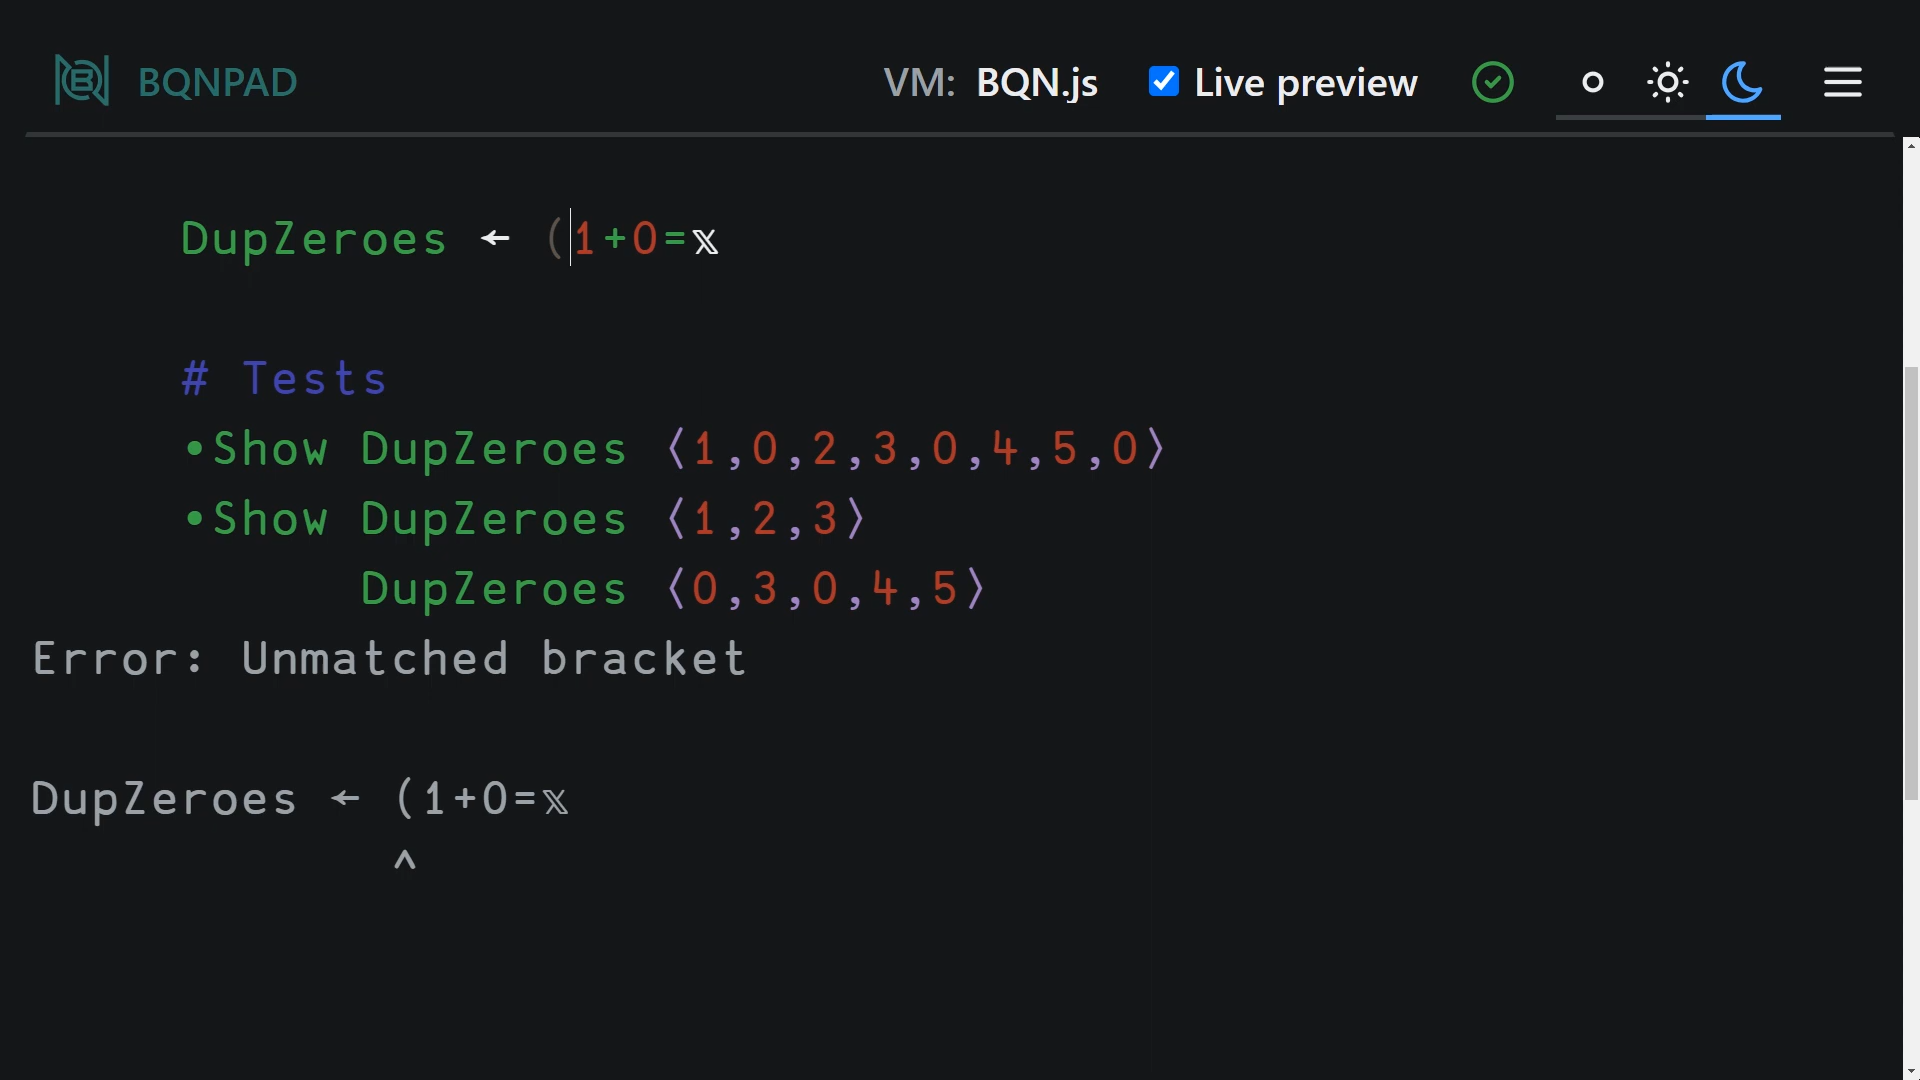 BQNPAD VM: BQN.js Live preview
DupZeroes ← (1+0=𝕩
# Tests
•Show DupZeroes ⟨1,0,2,3,0,4,5,0⟩
•Show DupZeroes ⟨1,2,3⟩
DupZeroes ⟨0,3,0,4,5⟩
Error: Unmatched bracket
DupZeroes ← (1+0=𝕩
^